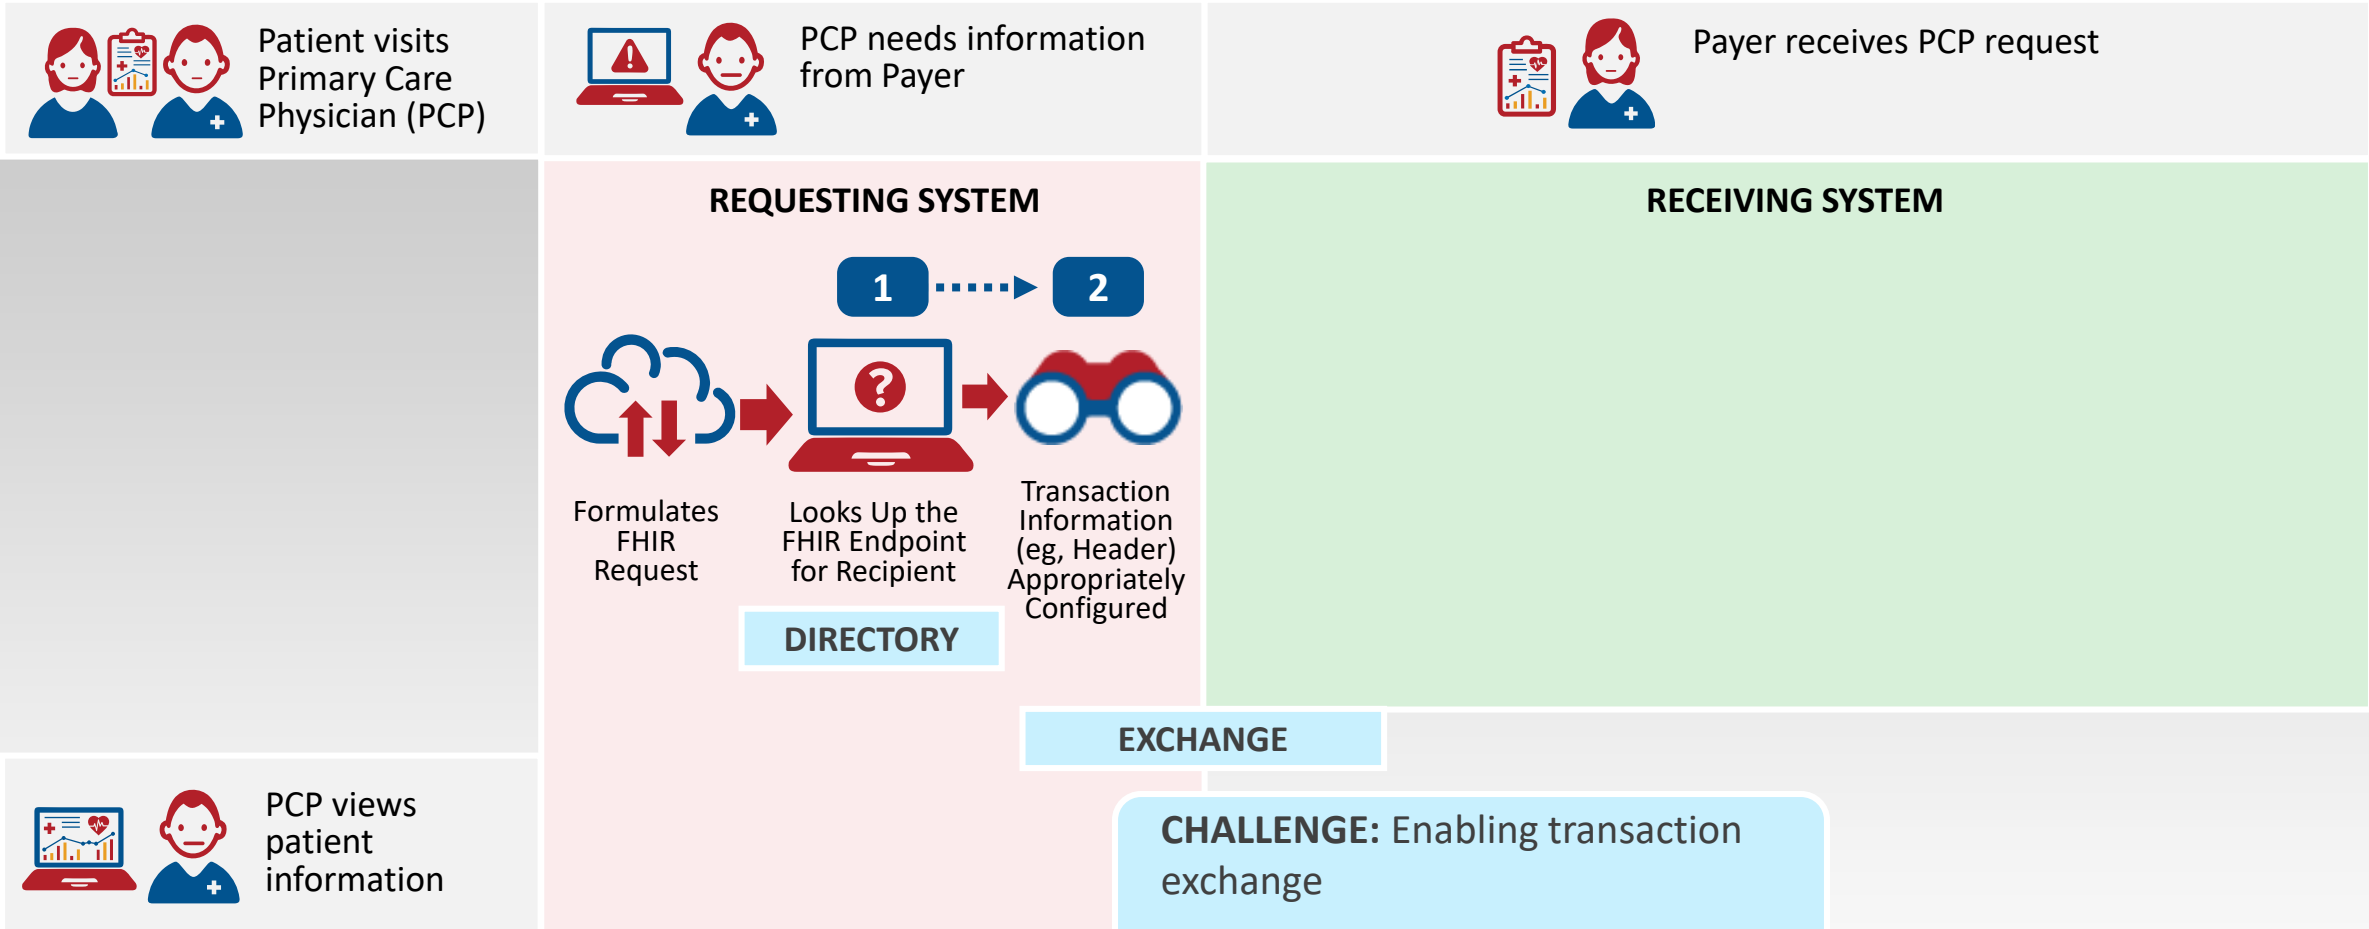 Patient visits
Primary Care
Physician (PCP)
PCP needs information
from Payer
Payer receives PCP request
REQUESTING SYSTEM
RECEIVING SYSTEM
1
2
?
Formulates
FHIR
Request
Looks Up the
FHIR Endpoint
for Recipient
Transaction
Information
(eg, Header)
Appropriately
Configured
DIRECTORY
EXCHANGE
PCP views
patient
information
CHALLENGE: Enabling transaction
exchange